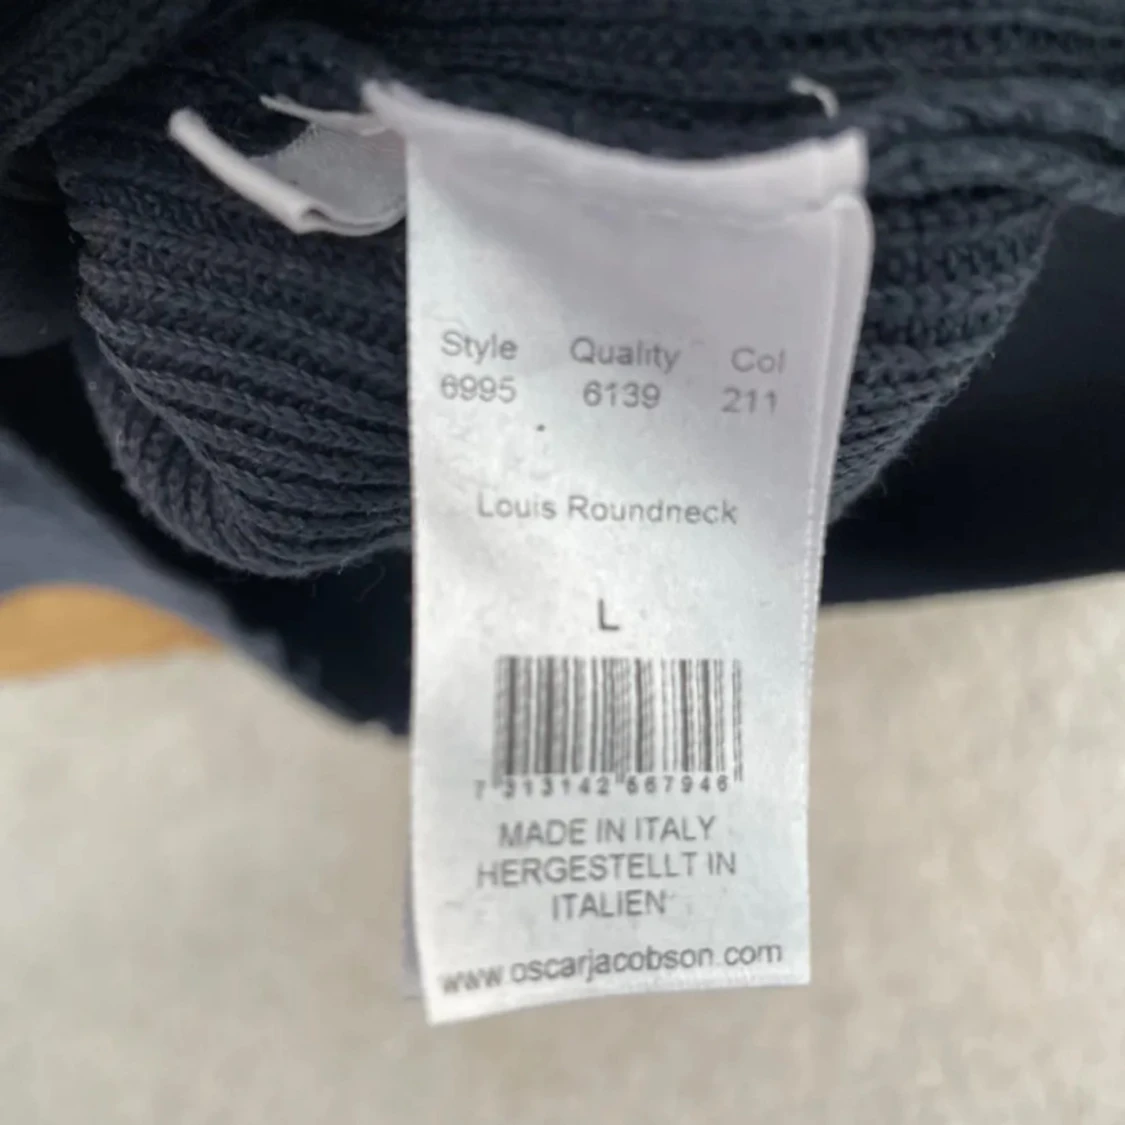 Style Quality Col
6995 6139 211
Louis Roundneck
L
7 313142 667946
MADE IN ITALY
HERGESTELLT IN
ITALIEN
www.oscarjacobson.com